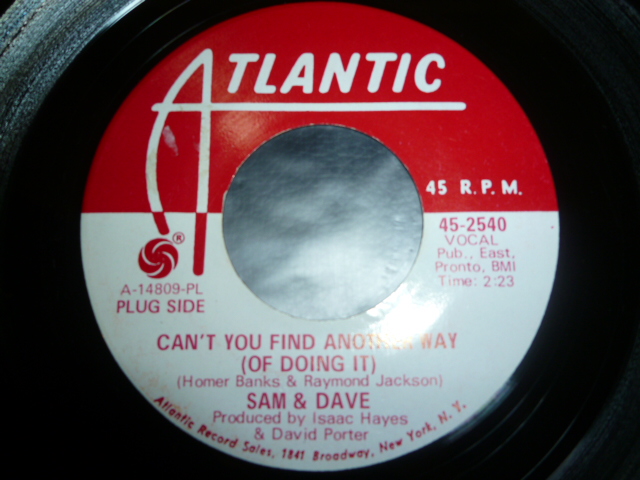 ATLANTIC
45 R.P.M.
45-2540
VOCAL
Pub., East,
Pronto, BMI
Time: 2:23
®
A-14809-PL
PLUG SIDE
CAN'T YOU FIND ANOTHER WAY
(OF DOING IT)
(Homer Banks & Raymond Jackson)
SAM & DAVE
Produced by Isaac Hayes
& David Porter
Atlantic Record Sales, 1841 Broadway, New York, N. Y.